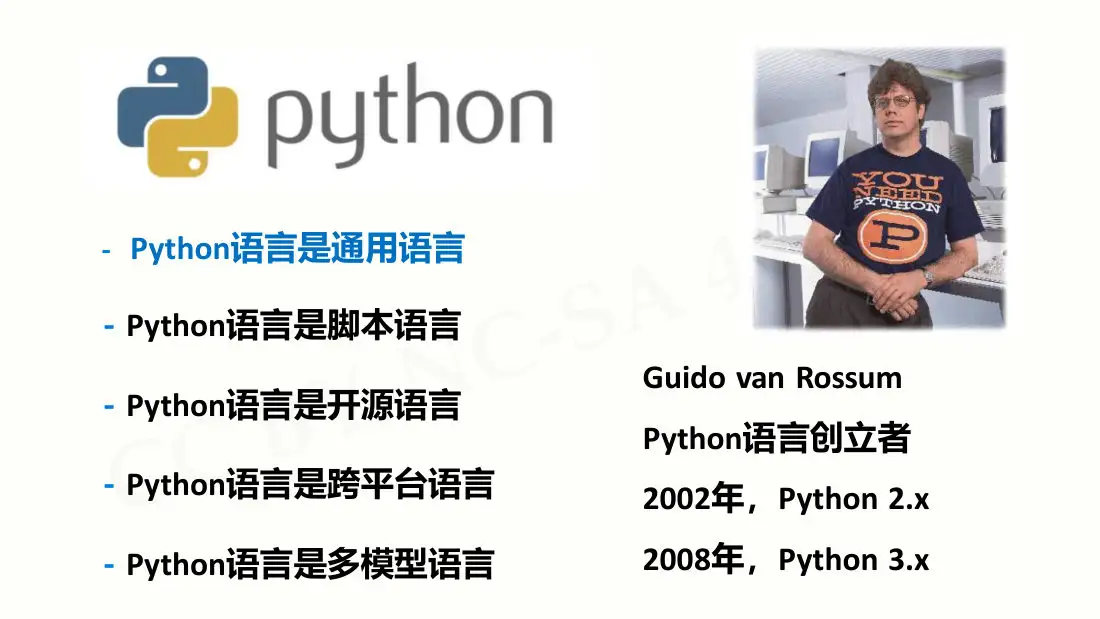 python
- Python语言是通用语言
- Python语言是脚本语言
- Python语言是开源语言
- Python语言是跨平台语言
- Python语言是多模型语言
YOU
NEED
PYTHON
P
Guido van Rossum
Python语言创立者
2002年，Python 2.x
2008年，Python 3.x
CC BY-NC-SA 4